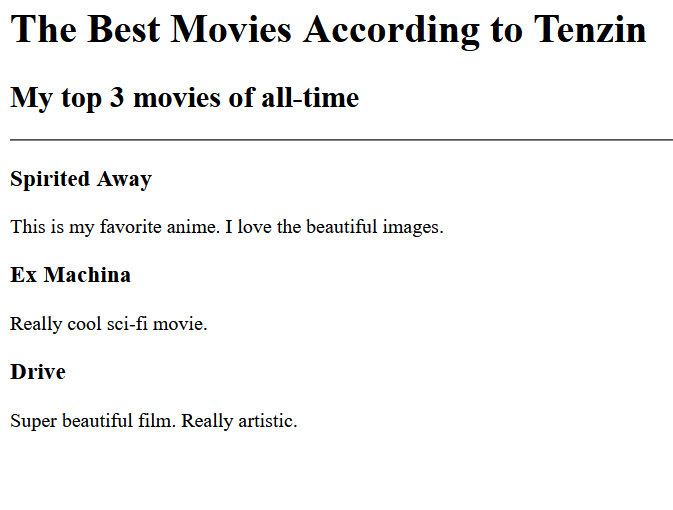 The Best Movies According to Tenzin
My top 3 movies of all-time
Spirited Away
This is my favorite anime. I love the beautiful images.
Ex Machina
Really cool sci-fi movie.
Drive
Super beautiful film. Really artistic.